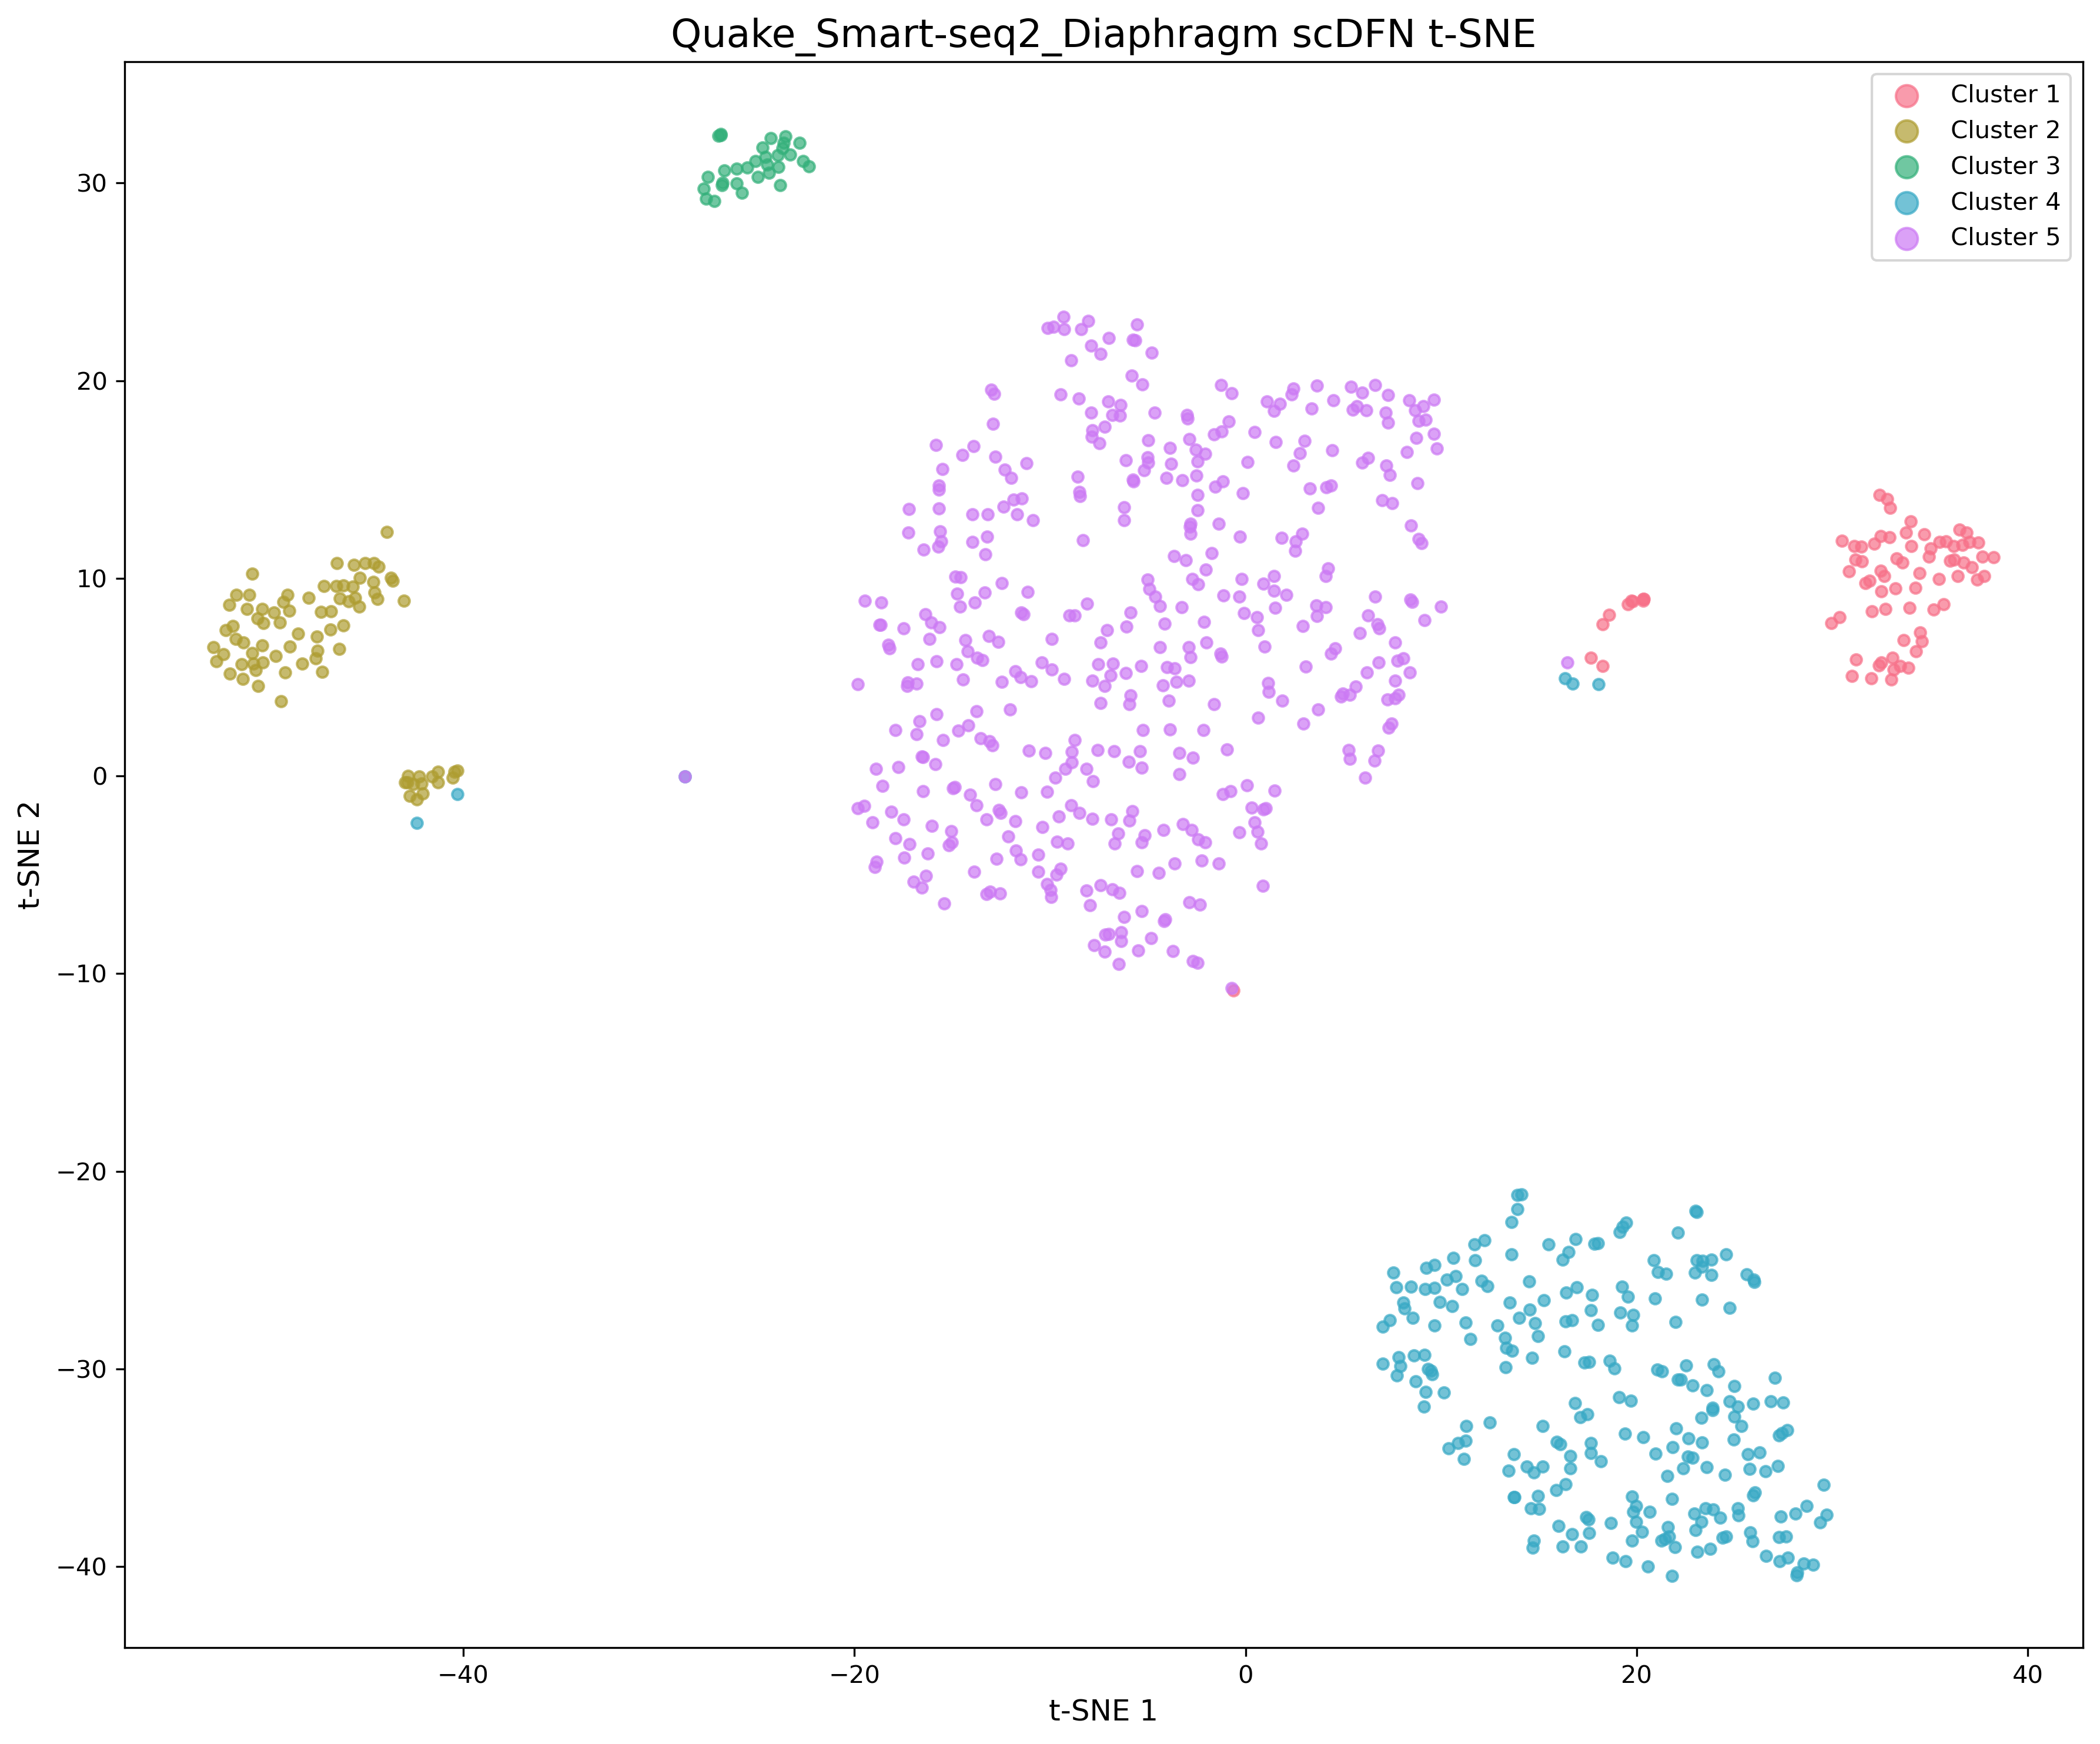 Quake_Smart-seq2_Diaphragm scDFN t-SNE
Cluster 1
Cluster 2
Cluster 3
Cluster 4
Cluster 5
30
20
10
0
−10
−20
−30
−40
t-SNE 2
−40 −20 0 20 40
t-SNE 1